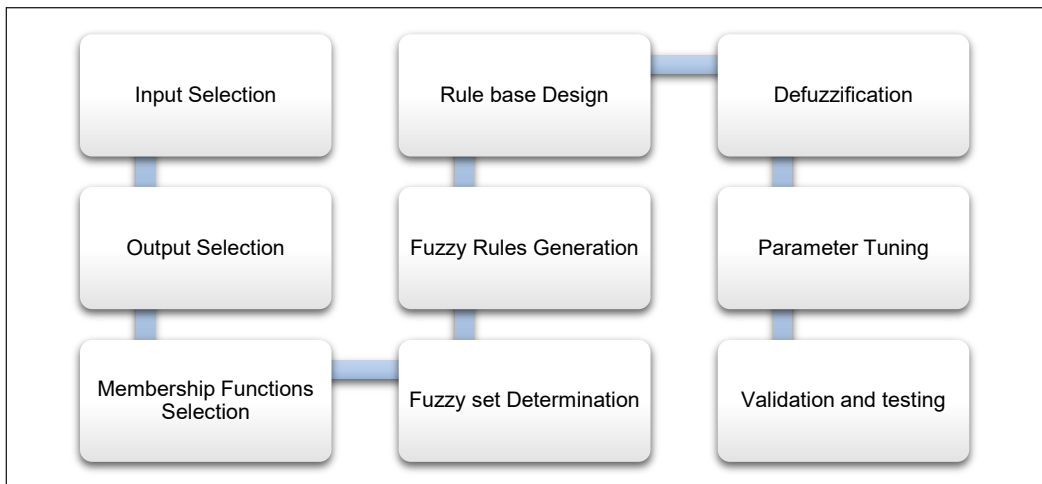 Input Selection
Output Selection
Membership Functions
Selection
Fuzzy set Determination
Fuzzy Rules Generation
Rule base Design
Defuzzification
Parameter Tuning
Validation and testing